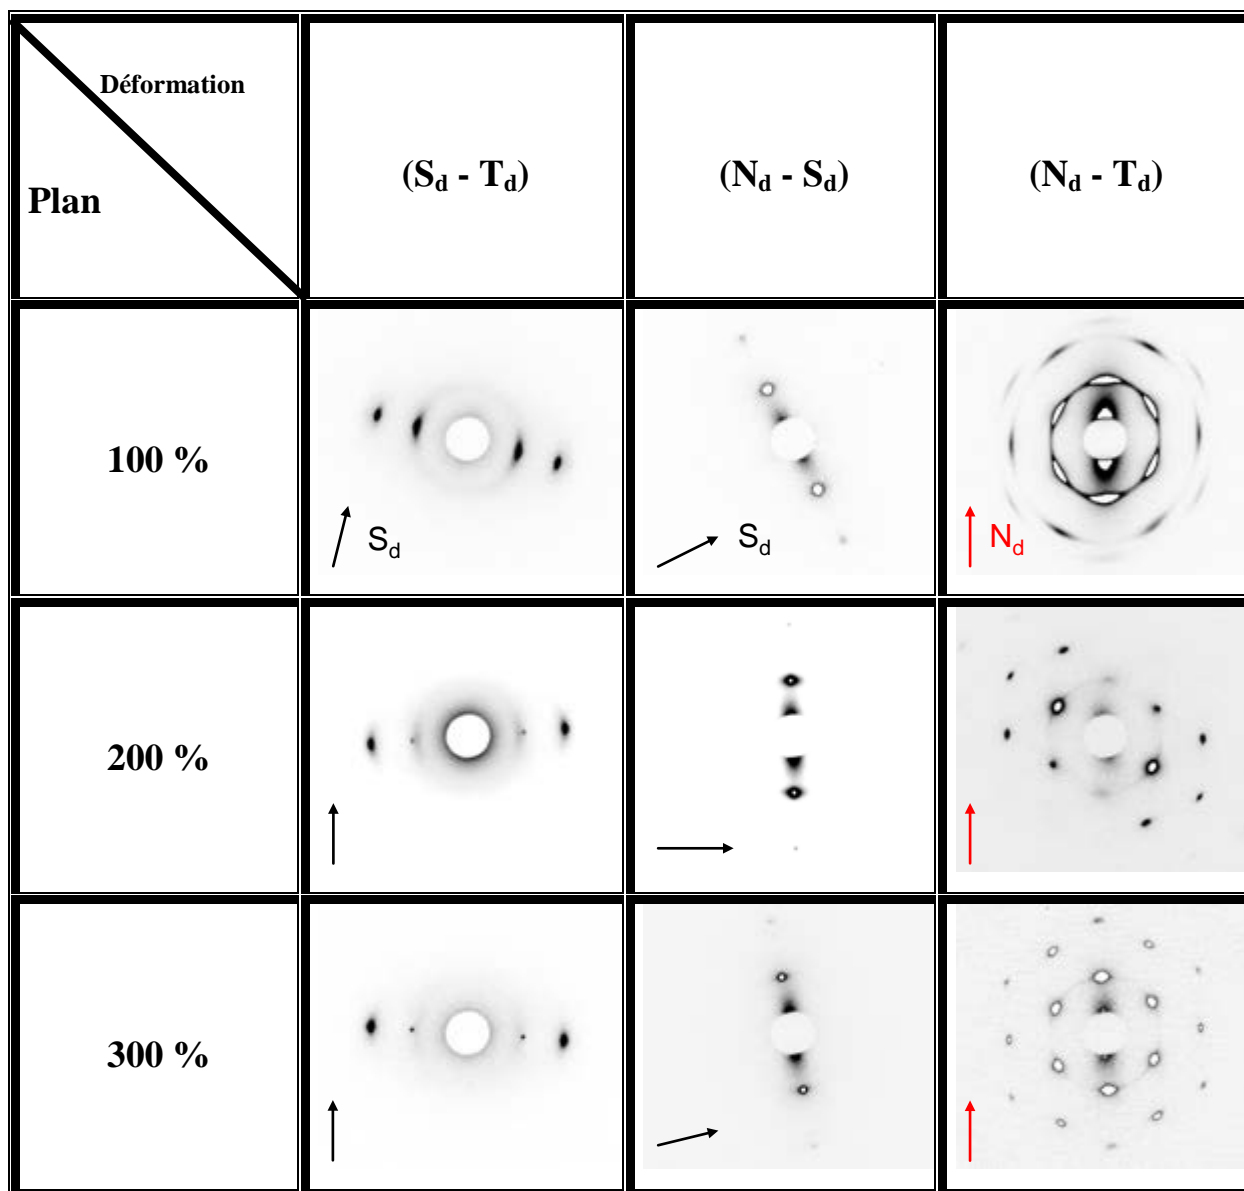 Déformation
Plan
(Sd - Td)
(Nd - Sd)
(Nd - Td)
100 %
Sd
Sd
Nd
200 %
300 %